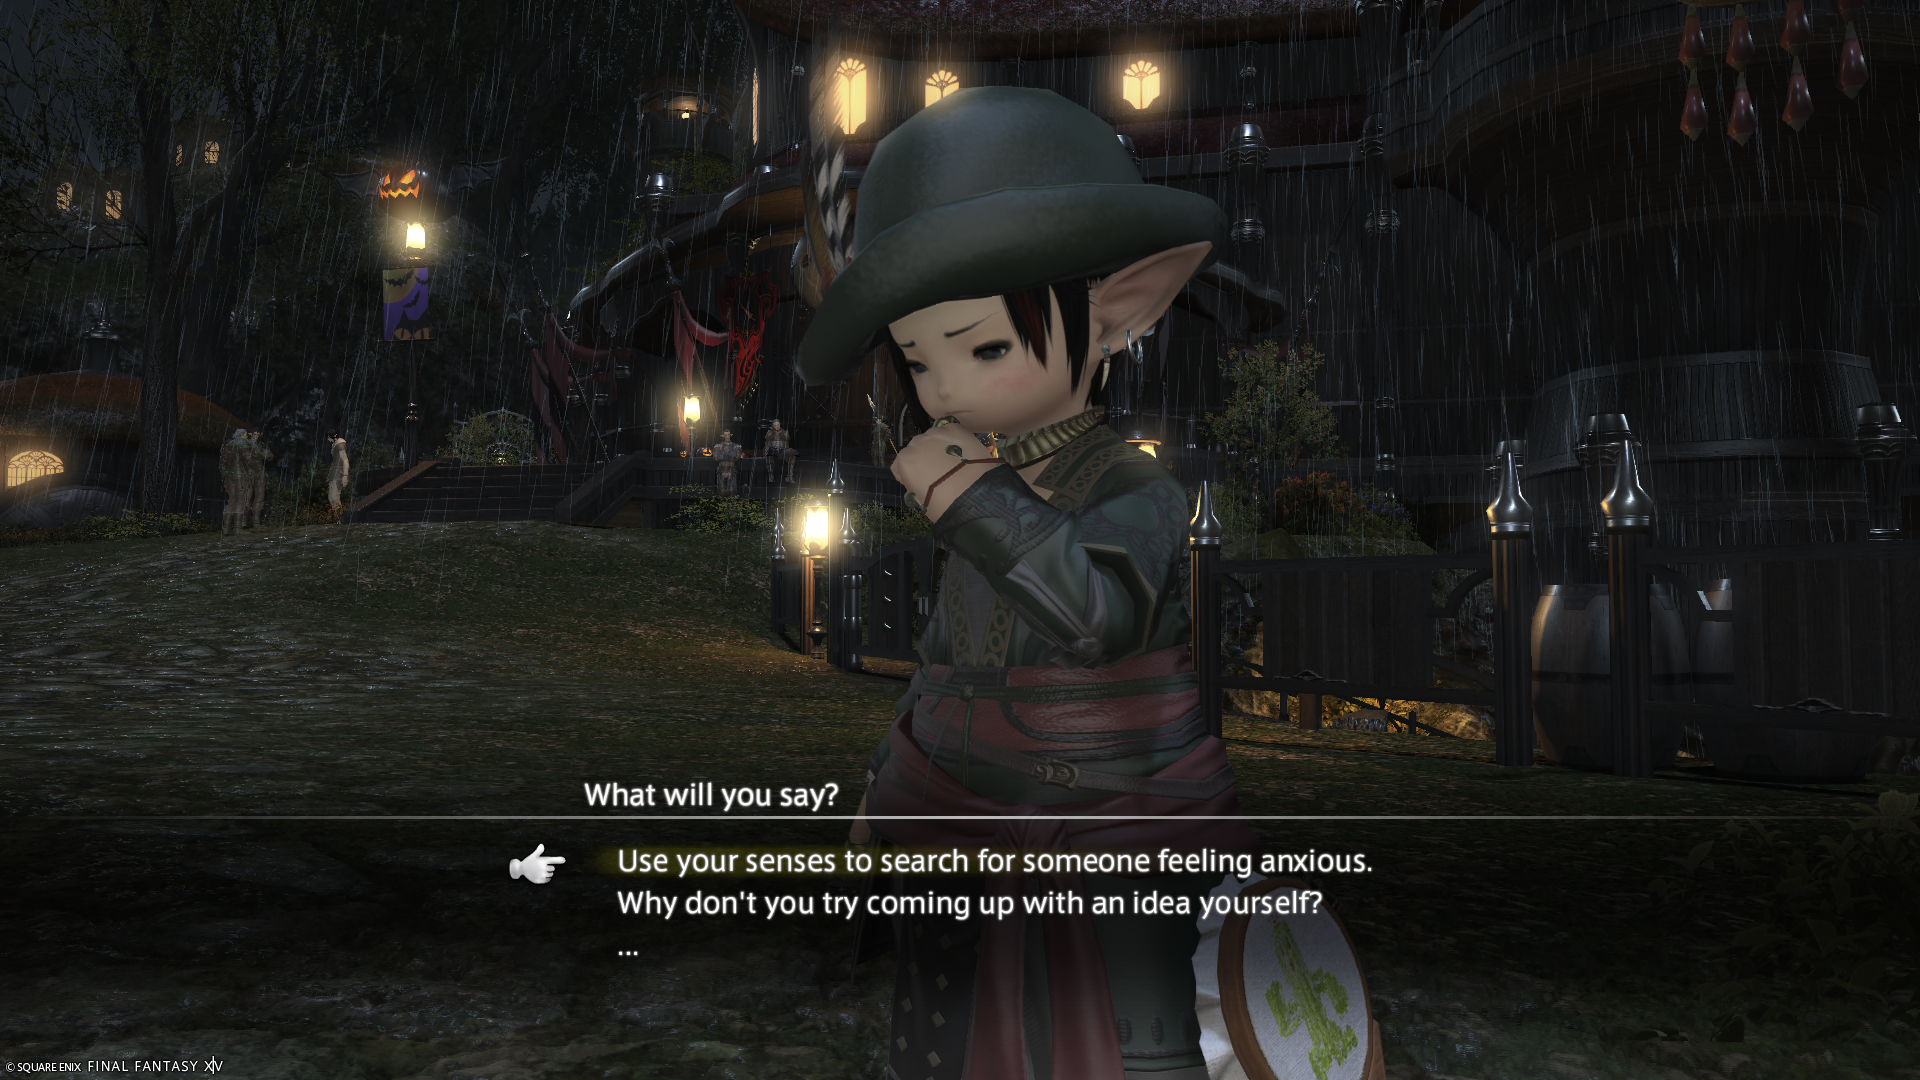 What will you say?
Use your senses to search for someone feeling anxious.
Why don't you try coming up with an idea yourself?
...
© SQUARE ENIX FINAL FANTASY XIV